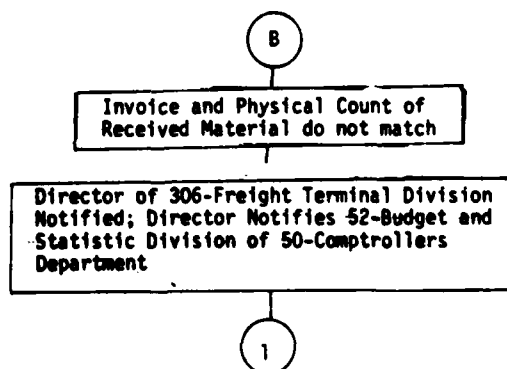 B
Invoice and Physical Count of
Received Material do not match
Director of 306-Freight Terminal Division
Notified; Director Notifies 52-Budget and
Statistic Division of 50-Comptrollers
Department
1